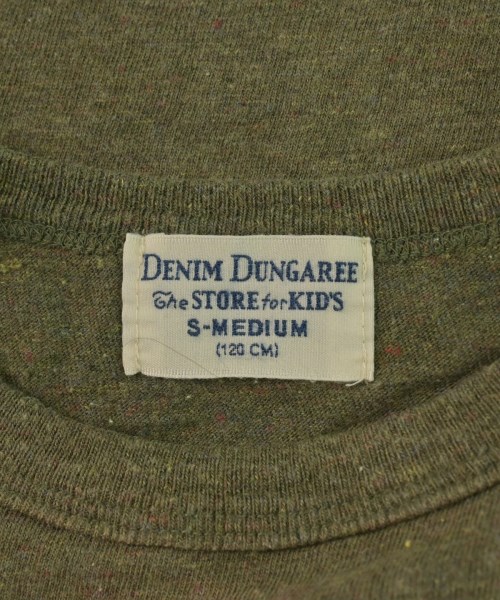 DENIM DUNGAREE
The STORE for KID'S
S-MEDIUM
(120 CM)